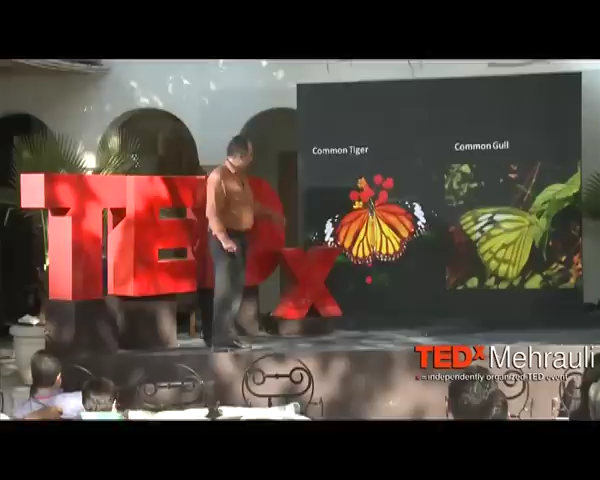 Common Tiger
Common Gull
TEDx
TEDx Mehrauli
x=independently organized TED event